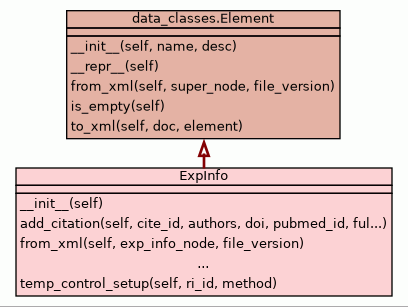 data_classes.Element
__init__(self, name, desc)
__repr__(self)
from_xml(self, super_node, file_version)
is_empty(self)
to_xml(self, doc, element)
ExpInfo
__init__(self)
add_citation(self, cite_id, authors, doi, pubmed_id, ful...)
from_xml(self, exp_info_node, file_version)
...
temp_control_setup(self, ri_id, method)